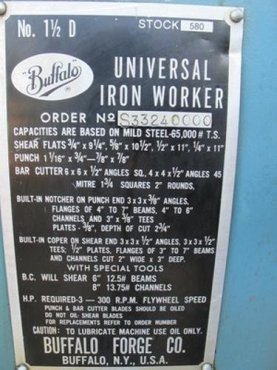 No. 1½ D
STOCK 580
"Buffalo"
UNIVERSAL
IRON WORKER
ORDER Nº S33240000
CAPACITIES ARE BASED ON MILD STEEL-65,000 # T.S.
SHEAR FLATS ¾" x 9¼", ⅝" x 10½", ½" x 11", ¼" x 11"
PUNCH 1 1/16" x ¾"-⅞" x ⅞"
BAR CUTTER 6 x 6 x ½" ANGLES SQ., 4 x 4 x ½" ANGLES 45
MITRE 1¾ SQUARES 2" ROUNDS,
BUILT-IN NOTCHER ON PUNCH END 3 x 3 x ⅜" ANGLES,
FLANGES OF 4" TO 7" BEAMS, 4" TO 6"
CHANNELS AND 3" x ⅜" TEES
PLATES -⅜", DEPTH OF CUT 2¾"
BUILT-IN COPER ON SHEAR END 3 x 3 x ½" ANGLES, 3 x 3 x ½"
TEES; ½" PLATES, FLANGES OF 3" TO 7" BEAMS
AND CHANNELS CUT 2" WIDE x 3" DEEP.
WITH SPECIAL TOOLS
B.C. WILL SHEAR 6" 12.5# BEAMS
8" 13.75# CHANNELS
H.P. REQUIRED-3 - 300 R.P.M. FLYWHEEL SPEED
PUNCH & BAR CUTTER BLADES SHOULD BE OILED
DO NOT OIL SHEAR BLADES
FOR REPLACEMENTS REFER TO ORDER NUMBER
CAUTION: TO LUBRICATE MACHINE USE OIL ONLY.
BUFFALO FORGE CO.
BUFFALO, N.Y., U.S.A.